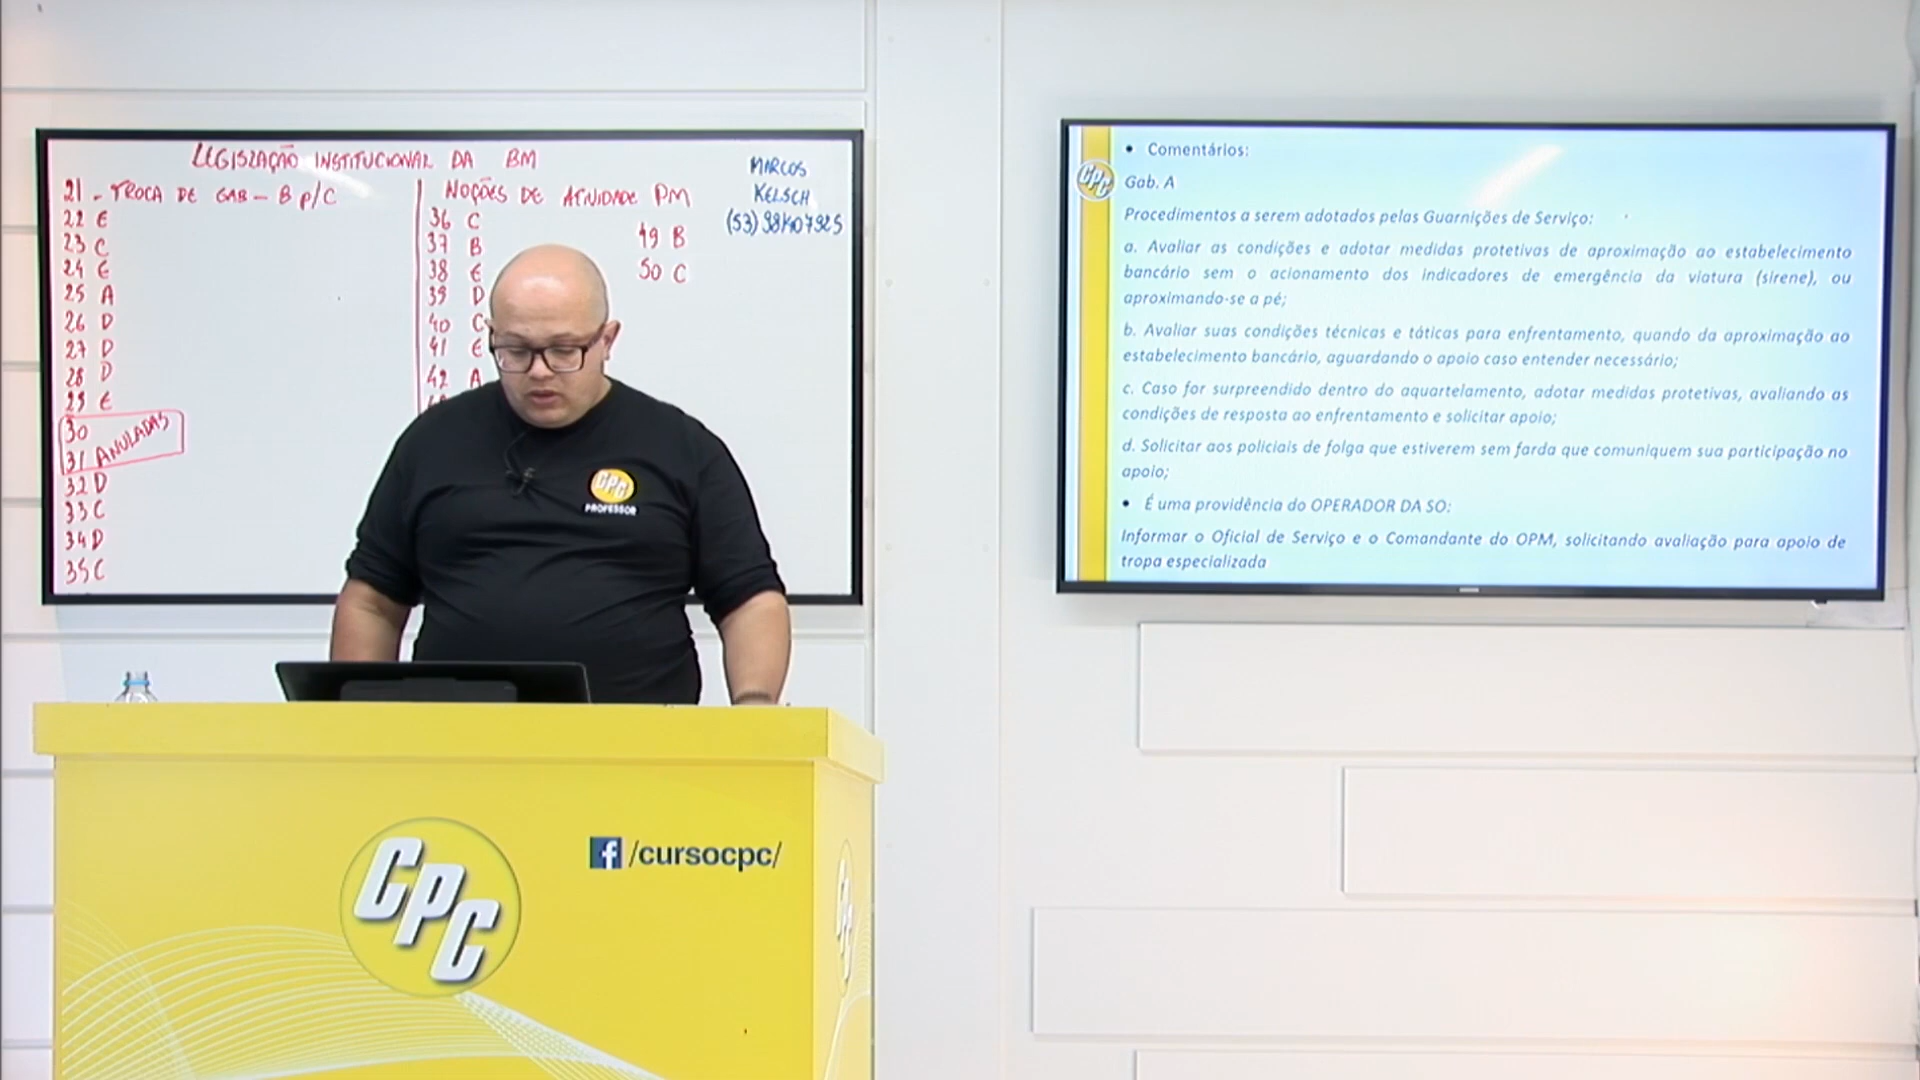 LEGISLAÇÃO INSTITUCIONAL DA BM
21 - TROCA DE GAB - B p/ C
22 E
23 C
24 E
25 A
26 D
27 D
28 D
29 E
30
31 ANULADAS
32 D
33 C
34 D
35 C
NOÇÕES DE ATIVIDADE PM
36 C
37 B
38 E
39 D
40 C
41 E
42 A
49 B
50 C
MARCOS
KELSCH
CPC
PROFESSOR
CPC
• Comentários:
Gab. A
Procedimentos a serem adotados pelas Guarnições de Serviço:
a. Avaliar as condições e adotar medidas protetivas de aproximação ao estabelecimento
bancário sem o acionamento dos indicadores de emergência da viatura (sirene), ou
aproximando-se a pé;
b. Avaliar suas condições técnicas e táticas para enfrentamento, quando da aproximação ao
estabelecimento bancário, aguardando o apoio caso entender necessário;
c. Caso for surpreendido dentro do aquartelamento, adotar medidas protetivas, avaliando as
condições de resposta ao enfrentamento e solicitar apoio;
d. Solicitar aos policiais de folga que estiverem sem farda que comuniquem sua participação no
apoio;
• É uma providência do OPERADOR DA SO:
Informar o Oficial de Serviço e o Comandante do OPM, solicitando avaliação para apoio de
tropa especializada
CPC
f /cursocpc/